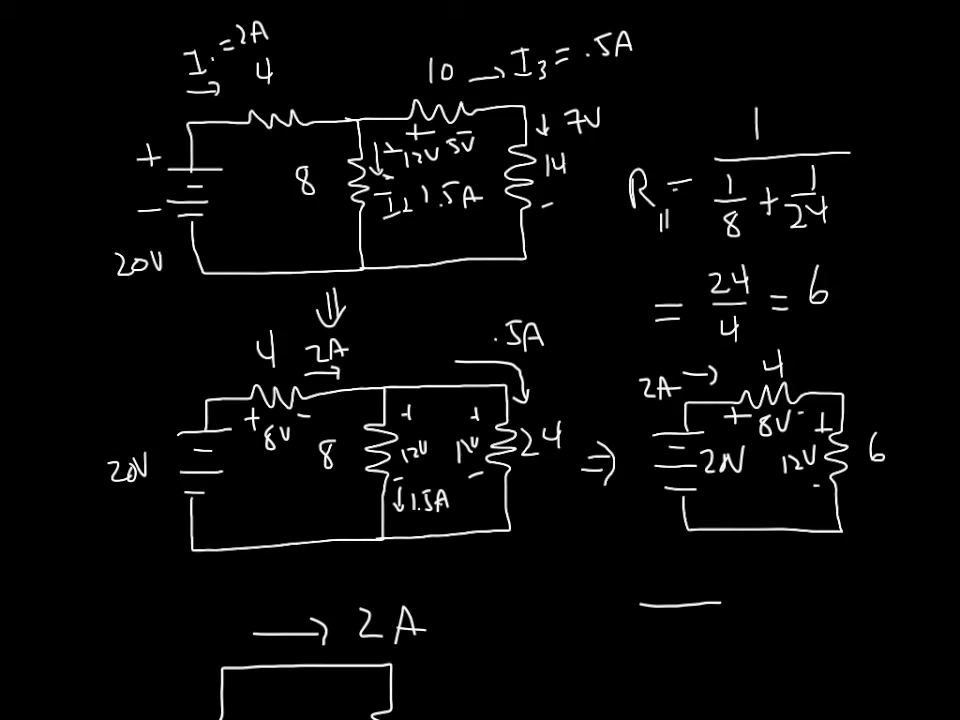 I₁ = 2A
4
10 → I₃ = .5A
+
−
20V
8
+
12V
−
I₂ 1.5A
+ 5V −
7V
14
−
R₁₁ = 1 / (1/8 + 1/24)
= 24/4 = 6
⇓
4
2A
.5A
20V
+ 8V −
8
+
12V
−
1.5A
+
−
24
⇒
2A →
4
+ 8V −
+
12V
−
6
→ 2A